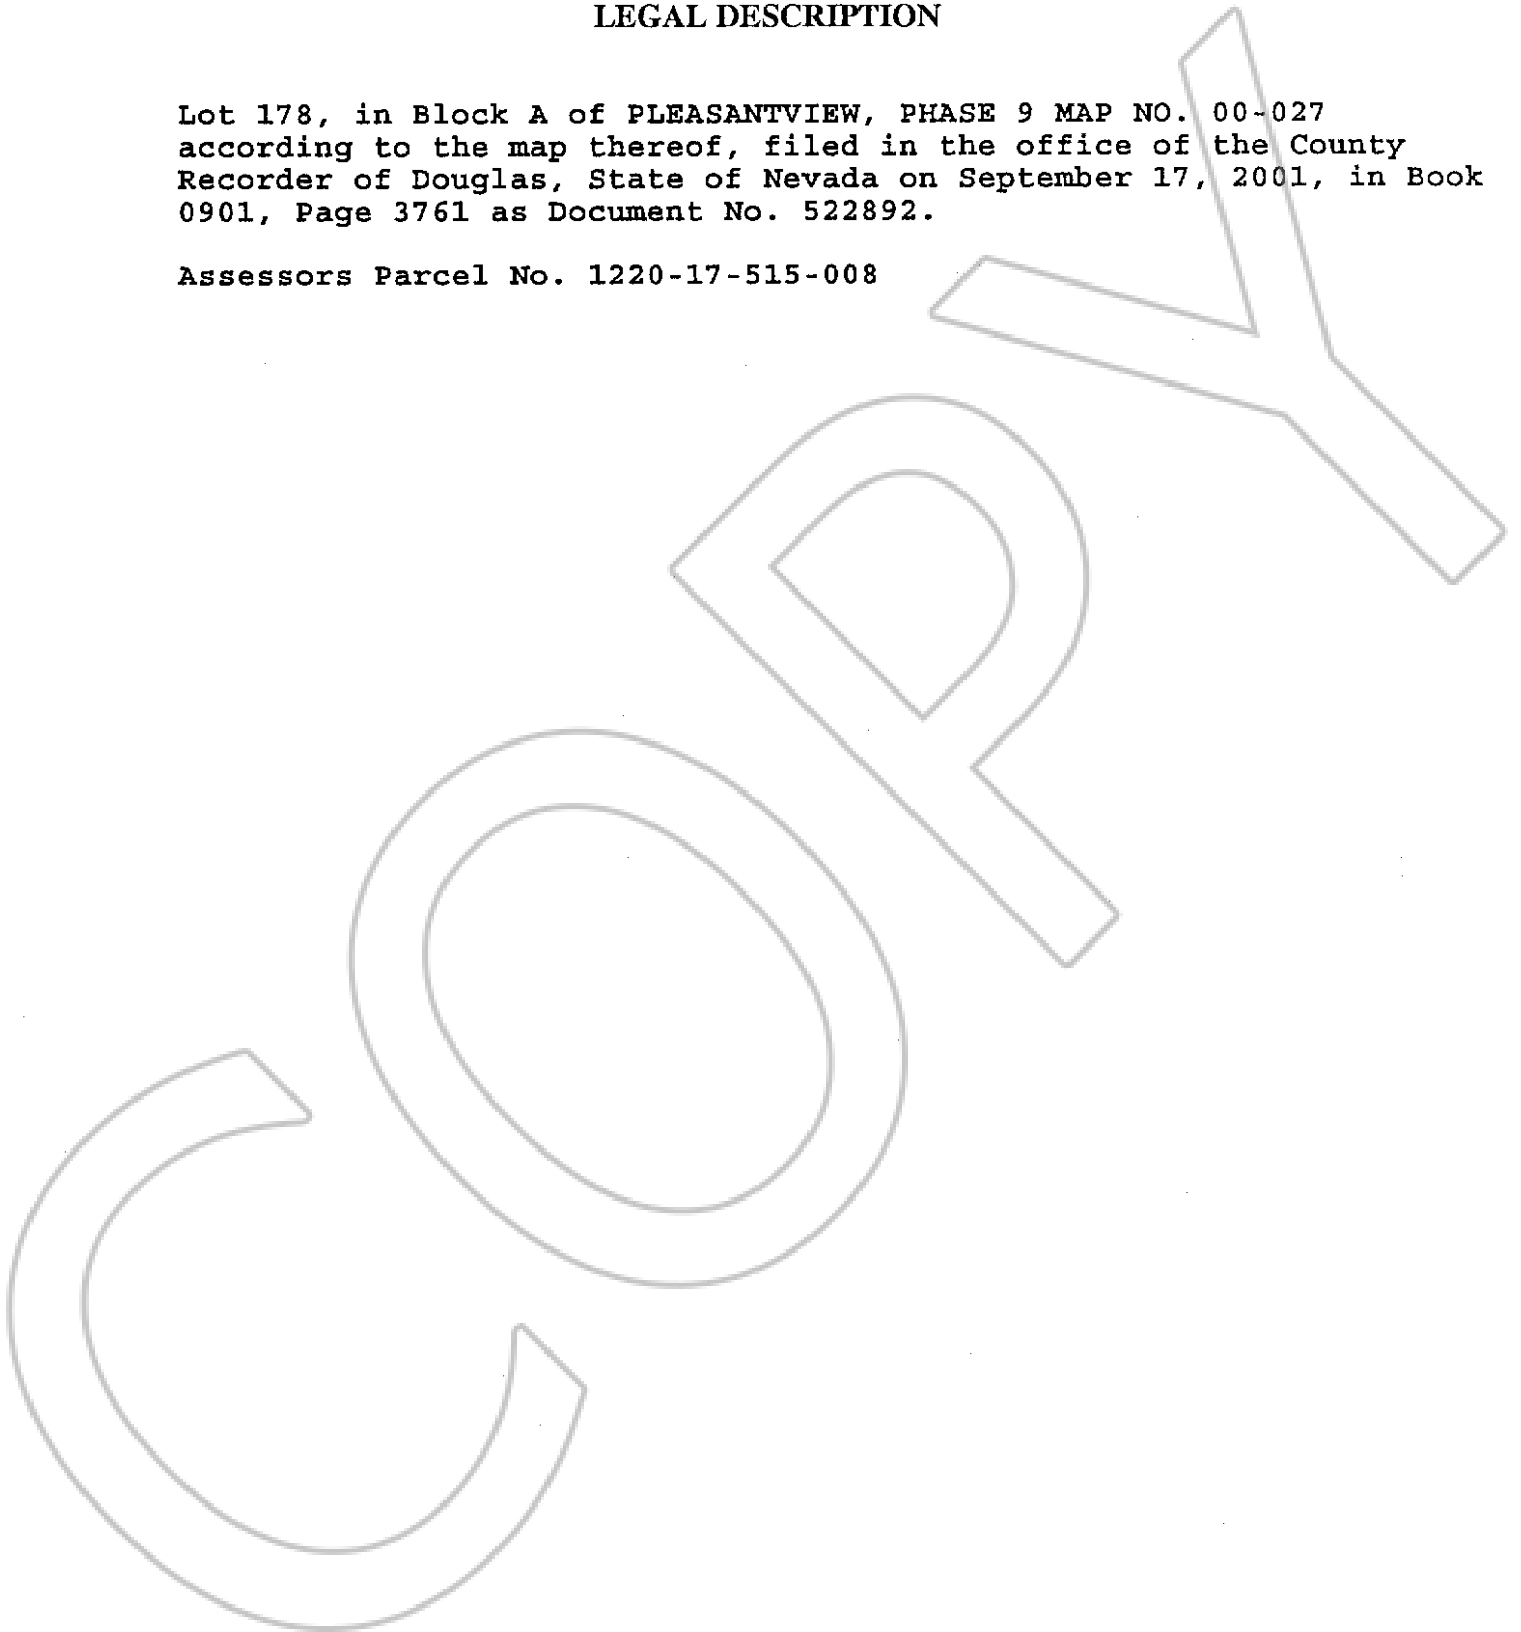 LEGAL DESCRIPTION
Lot 178, in Block A of PLEASANTVIEW, PHASE 9 MAP NO. 00-027
according to the map thereof, filed in the office of the County
Recorder of Douglas, State of Nevada on September 17, 2001, in Book
0901, Page 3761 as Document No. 522892.
Assessors Parcel No. 1220-17-515-008
COPY